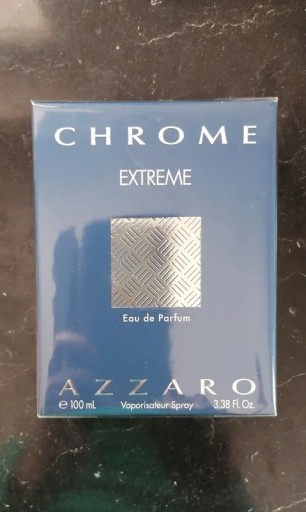 CHROME
EXTREME
Eau de Parfum
AZZARO
℮ 100 mL Vaporisateur-Spray 3.38 Fl. Oz.